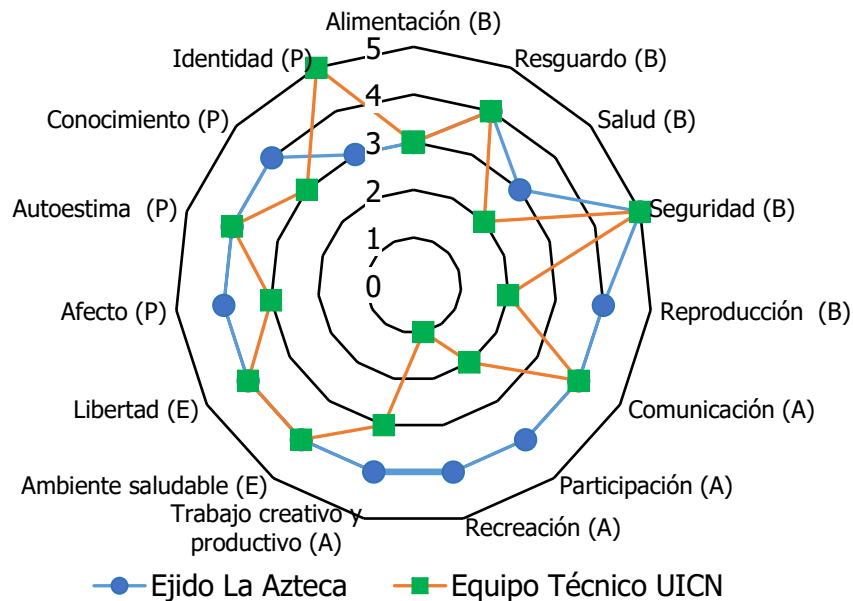 Alimentación (B)
Resguardo (B)
Salud (B)
Seguridad (B)
Reproducción (B)
Comunicación (A)
Participación (A)
Recreación (A)
Trabajo creativo y
productivo (A)
Ambiente saludable (E)
Libertad (E)
Afecto (P)
Autoestima (P)
Conocimiento (P)
Identidad (P)
5
4
3
2
1
0
Ejido La Azteca
Equipo Técnico UICN